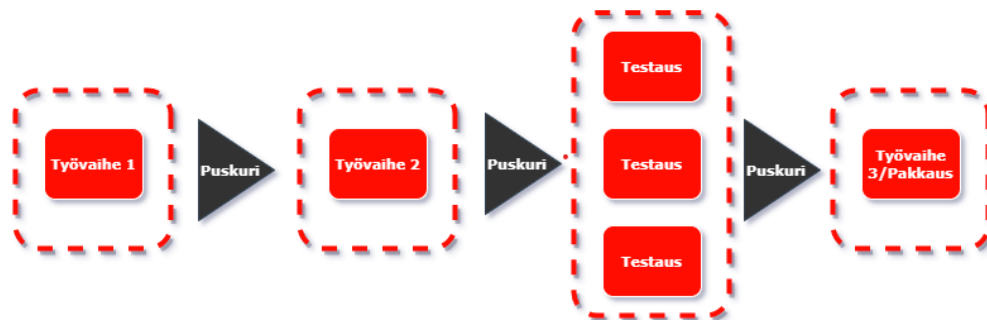 Työvaihe 1
Puskuri
Työvaihe 2
Puskuri
Testaus
Testaus
Testaus
Puskuri
Työvaihe
3/Pakkaus